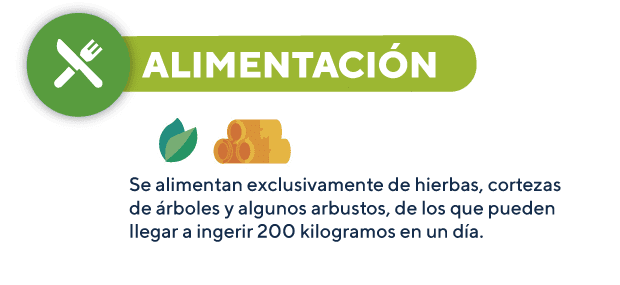 ALIMENTACIÓN
Se alimentan exclusivamente de hierbas, cortezas
de árboles y algunos arbustos, de los que pueden
llegar a ingerir 200 kilogramos en un día.